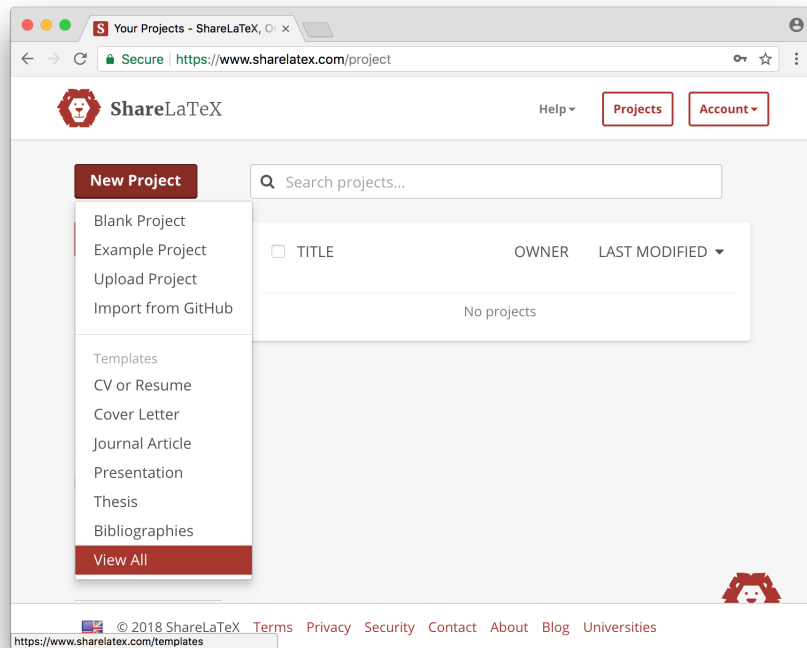 Your Projects - ShareLaTeX, O
Secure https://www.sharelatex.com/project
ShareLaTeX
Help
Projects
Account
New Project
Search projects...
Blank Project
Example Project
Upload Project
Import from GitHub
Templates
CV or Resume
Cover Letter
Journal Article
Presentation
Thesis
Bibliographies
View All
TITLE OWNER LAST MODIFIED
No projects
© 2018 ShareLaTeX Terms Privacy Security Contact About Blog Universities
https://www.sharelatex.com/templates